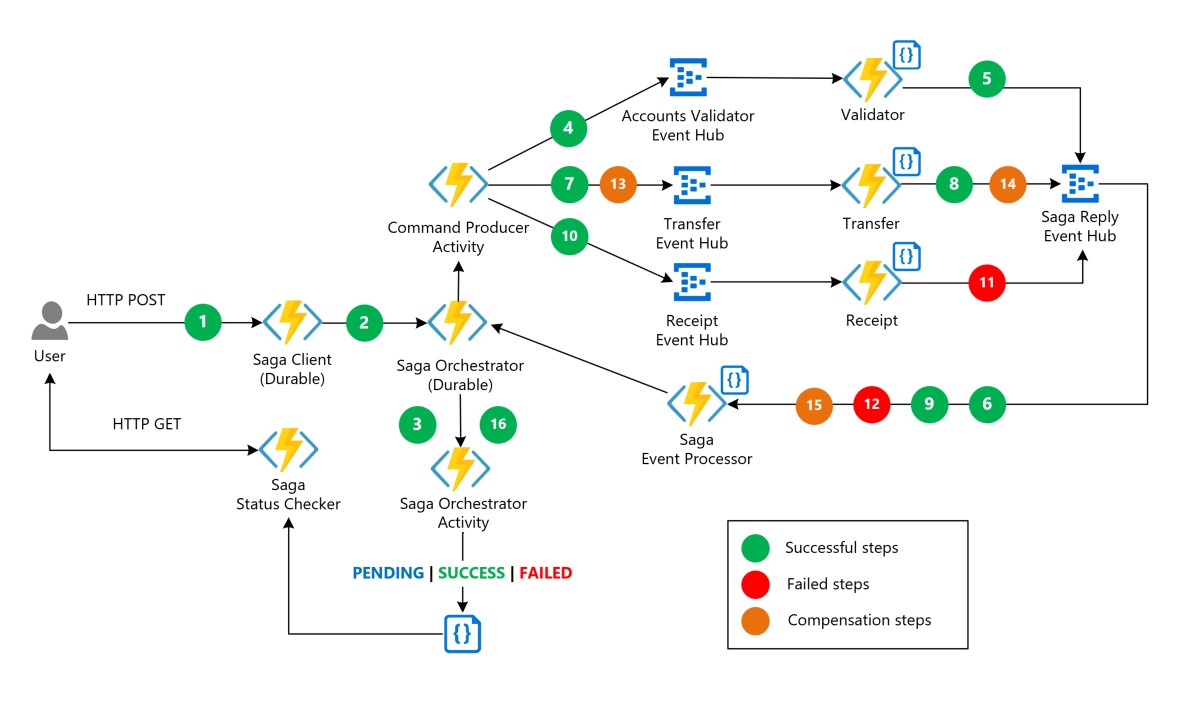 {}
5
Accounts Validator
Event Hub
Validator
4
{}
7
13
8
14
Command Producer
Activity
Transfer
Event Hub
Transfer
Saga Reply
Event Hub
10
{}
11
HTTP POST
1
2
Receipt
Event Hub
Receipt
User
Saga Client
(Durable)
Saga Orchestrator
(Durable)
{}
15
12
9
6
HTTP GET
3
16
Saga
Event Processor
Saga
Status Checker
Saga Orchestrator
Activity
PENDING | SUCCESS | FAILED
{}
Successful steps
Failed steps
Compensation steps